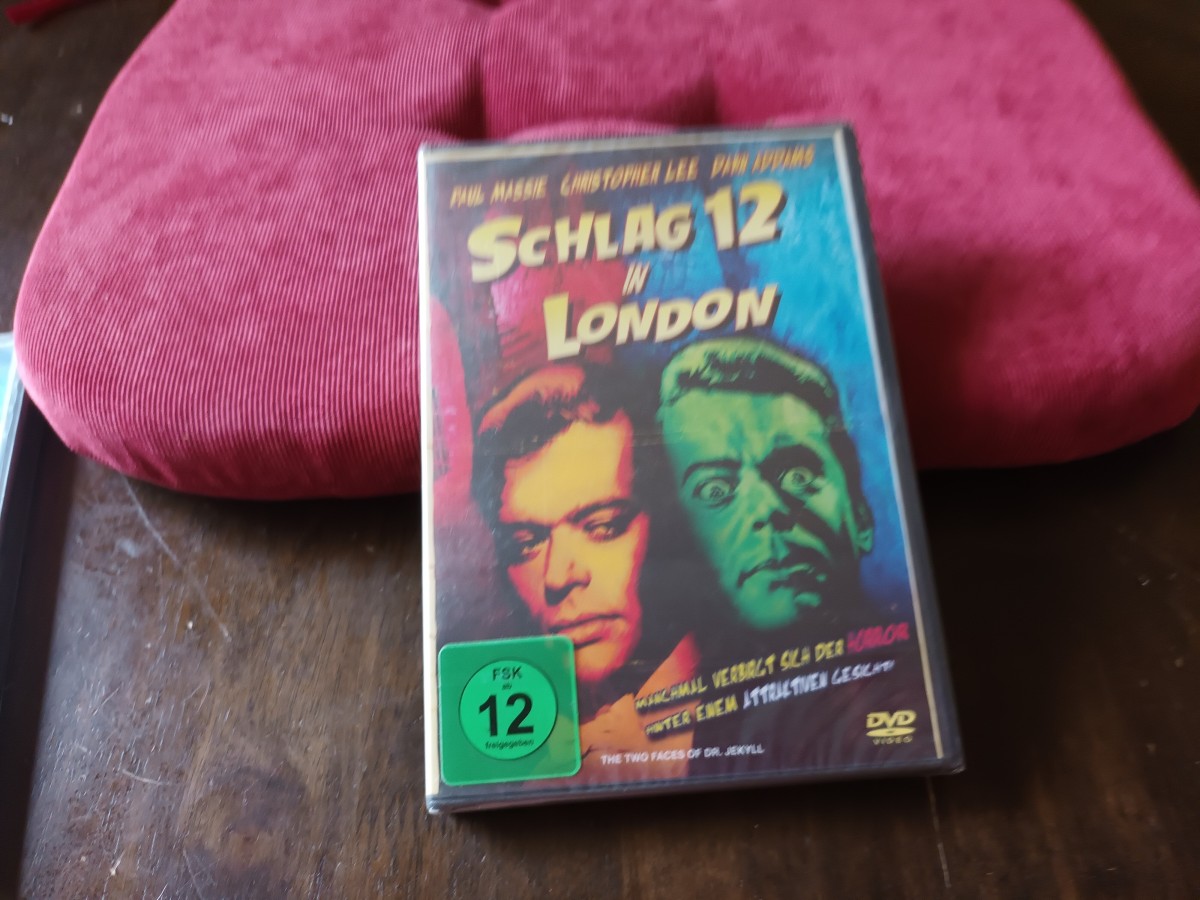 PAUL MASSIE CHRISTOPHER LEE DAWN ADDAMS
SCHLAG 12
IN
LONDON
MANCHMAL VERBIRGT SICH DER HORROR
HINTER EINEM ATTRAKTIVEN GESICHT!
FSK
ab
12
freigegeben
THE TWO FACES OF DR. JEKYLL
DVD
VIDEO